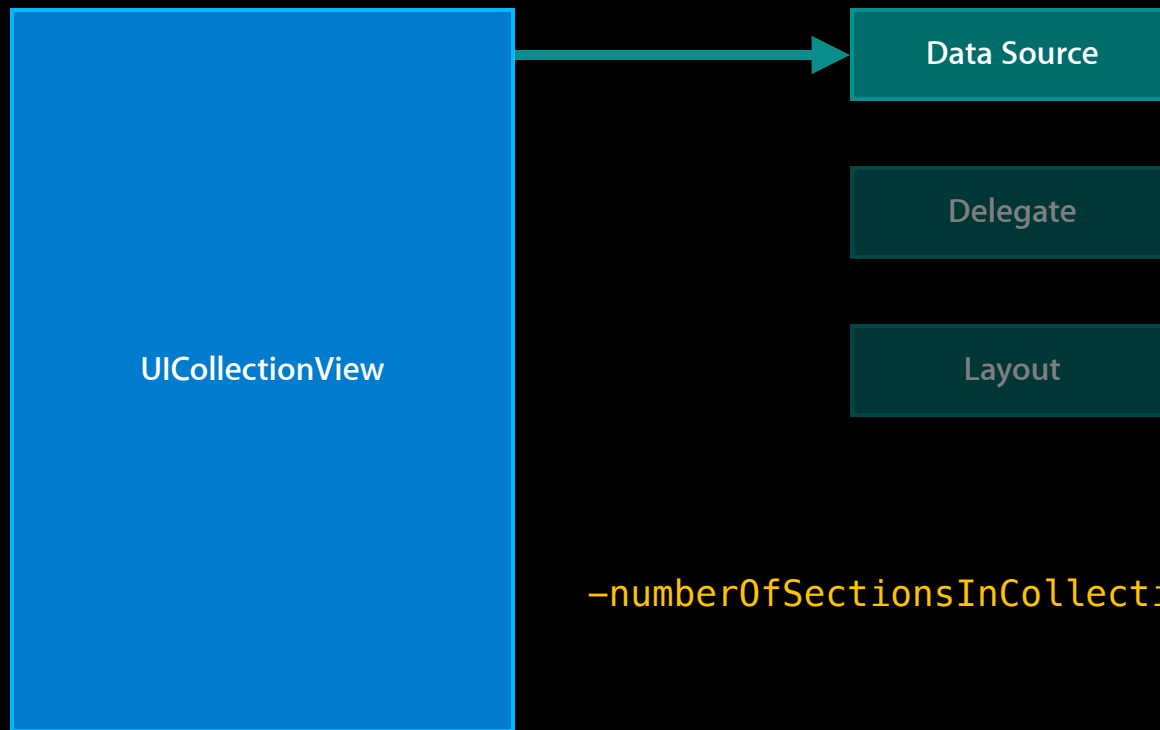 Data Source
Delegate
UICollectionView
Layout
-numberOfSectionsInCollecti